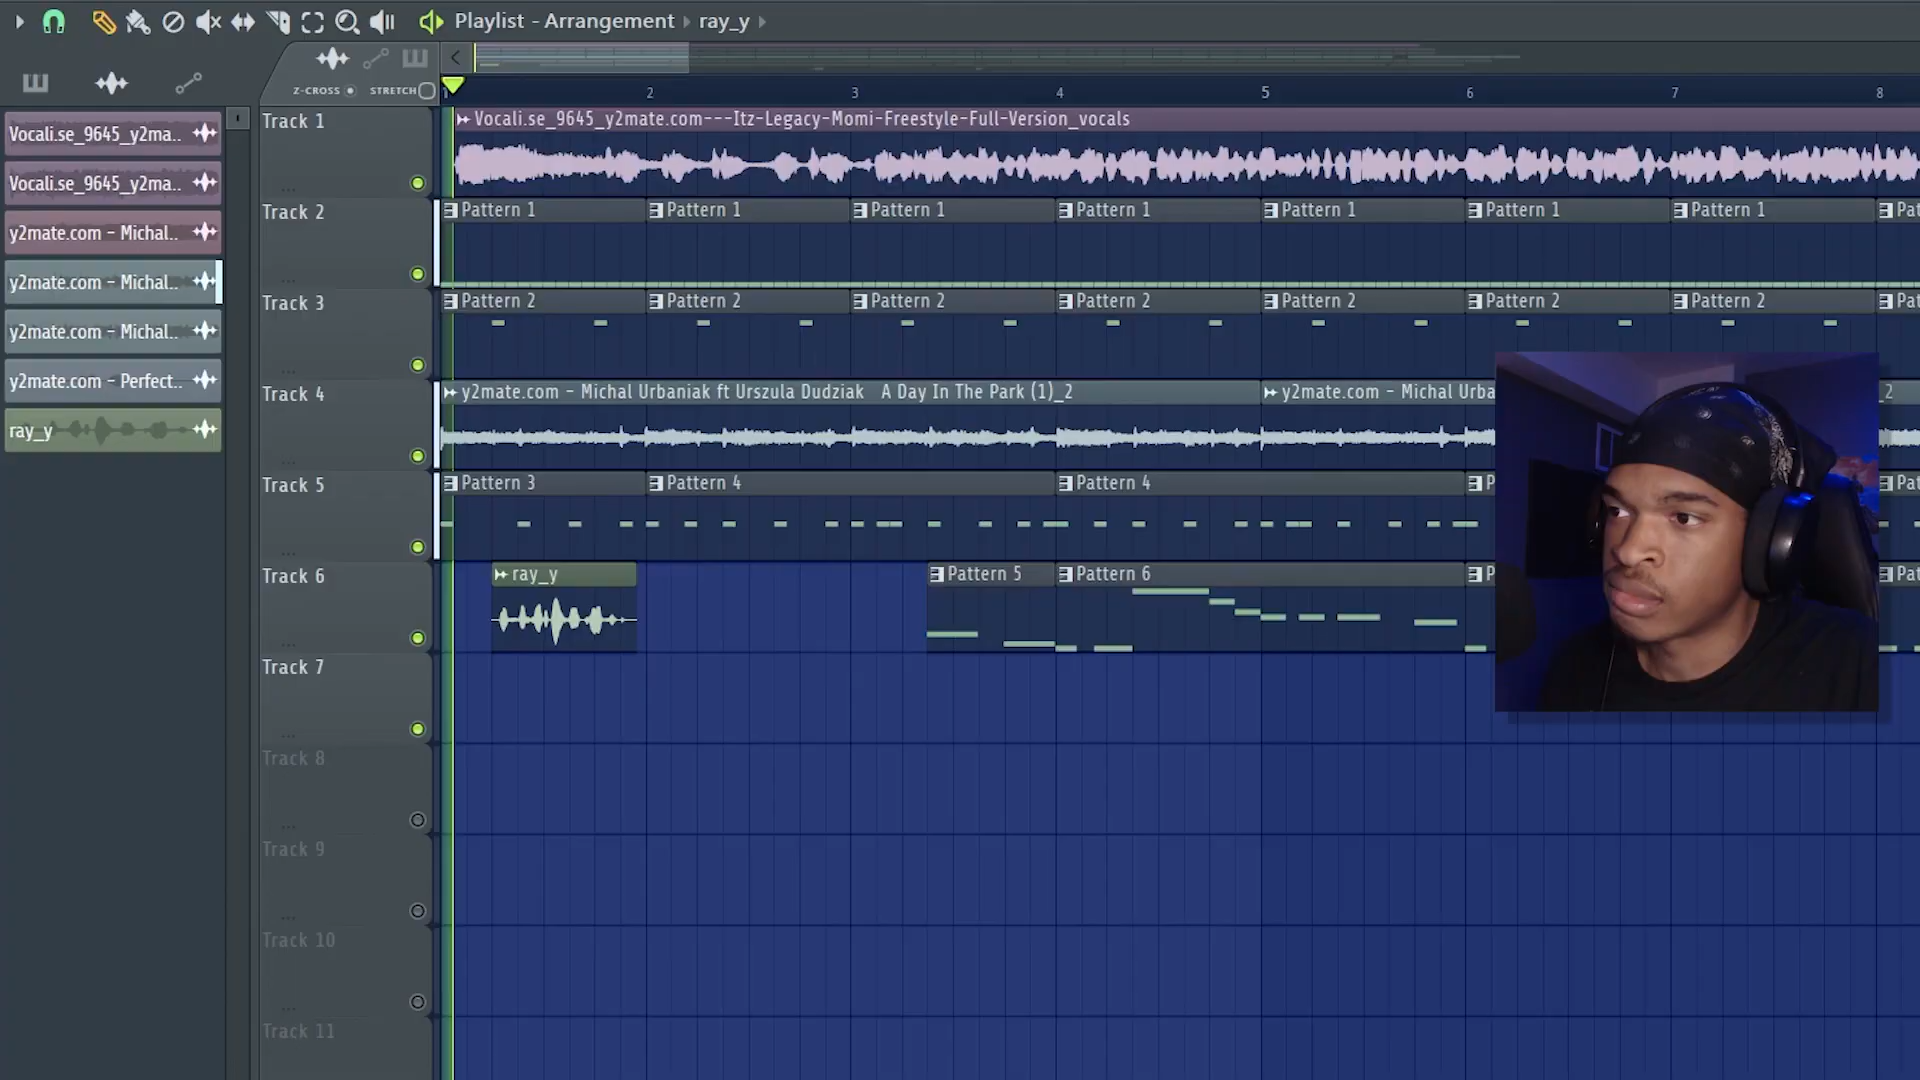 Playlist - Arrangement ▸ ray_y ▸
Z-CROSS STRETCH
1 2 3 4 5 6 7 8
Vocali.se_9645_y2ma..
Vocali.se_9645_y2ma..
y2mate.com - Michal..
y2mate.com - Michal..
y2mate.com - Michal..
y2mate.com - Perfect..
ray_y
Track 1
Vocali.se_9645_y2mate.com---Itz-Legacy-Momi-Freestyle-Full-Version_vocals
Track 2
Pattern 1 Pattern 1 Pattern 1 Pattern 1 Pattern 1 Pattern 1 Pattern 1 Pat
Track 3
Pattern 2 Pattern 2 Pattern 2 Pattern 2 Pattern 2 Pattern 2 Pattern 2 Pat
Track 4
y2mate.com - Michal Urbaniak ft Urszula Dudziak A Day In The Park (1)_2 y2mate.com - Michal Urba _2
Track 5
Pattern 3 Pattern 4 Pattern 4 P Pat
Track 6
ray_y Pattern 5 Pattern 6 P Pat
Track 7
Track 8
Track 9
Track 10
Track 11